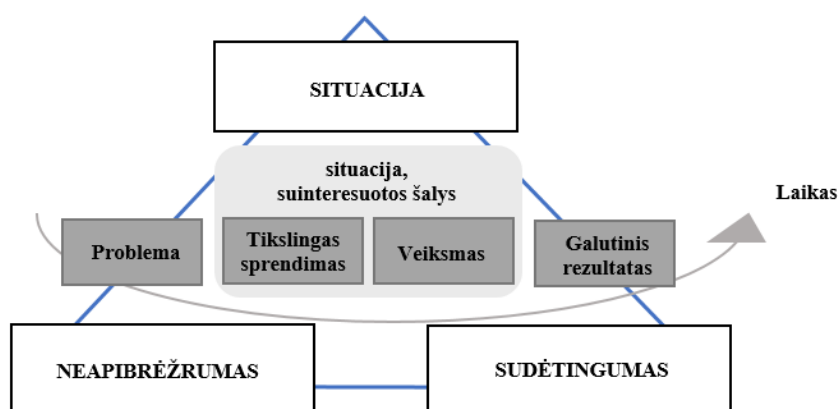 SITUACIJA
situacija,
suinteresuotos šalys
Laikas
Problema
Tikslingas
sprendimas
Veiksmas
Galutinis
rezultatas
NEAPIBRĖŽRUMAS
SUDĖTINGUMAS